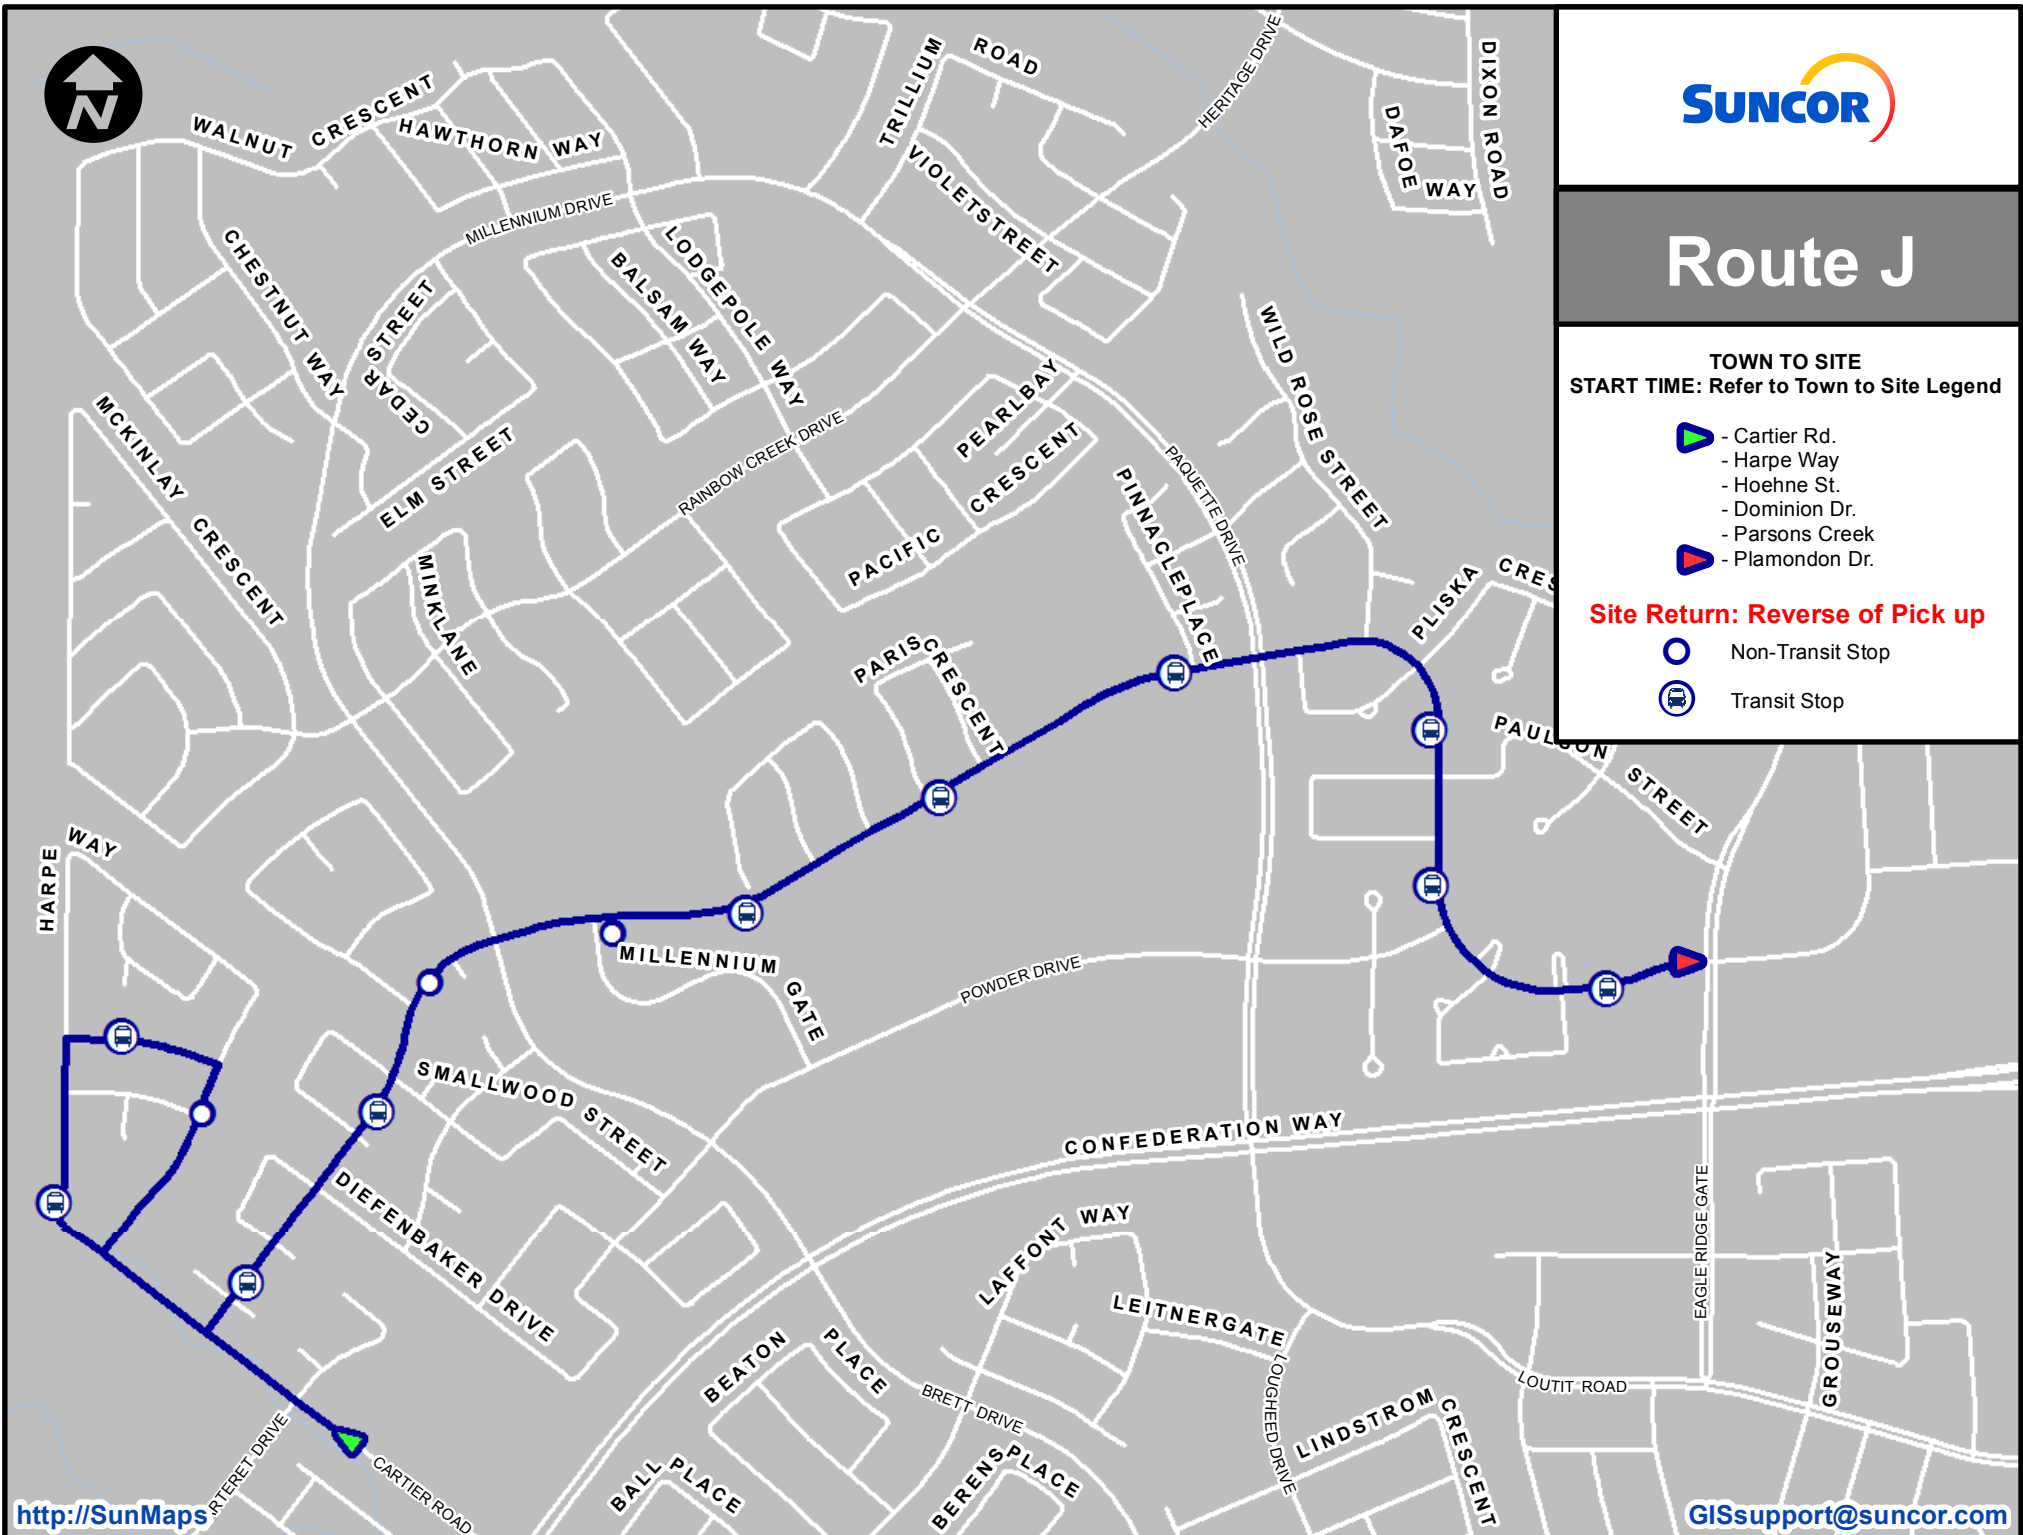 SUNCOR
Route J
TOWN TO SITE
START TIME: Refer to Town to Site Legend
- Cartier Rd.
- Harpe Way
- Hoehne St.
- Dominion Dr.
- Parsons Creek
- Plamondon Dr.
Site Return: Reverse of Pick up
Non-Transit Stop
Transit Stop
N
WALNUT CRESCENT
HAWTHORN WAY
TRILLIUM ROAD
HERITAGE DRIVE
DIXON ROAD
DAFOE WAY
VIOLETSTREET
MILLENNIUM DRIVE
CHESTNUT WAY
CEDAR STREET
BALSAM WAY
LODGEPOLE WAY
WILD ROSE STREET
MCKINLAY CRESCENT
ELM STREET
RAINBOW CREEK DRIVE
PEARLBAY
PACIFIC CRESCENT
PAQUETTE DRIVE
PINNACLEPLACE
MINKLANE
PLISKA CRES
PARIS CRESCENT
PAULSON STREET
HARPE WAY
MILLENNIUM GATE
POWDER DRIVE
SMALLWOOD STREET
CONFEDERATION WAY
DIEFENBAKER DRIVE
LAFFONT WAY
EAGLE RIDGE GATE
GROUSEWAY
LEITNERGATE
BEATON PLACE
BRETT DRIVE
LOUGHEED DRIVE
LOUTIT ROAD
LINDSTROM CRESCENT
BALL PLACE
BERENS PLACE
RTERET DRIVE
CARTIER ROAD
http://SunMaps
GISsupport@suncor.com